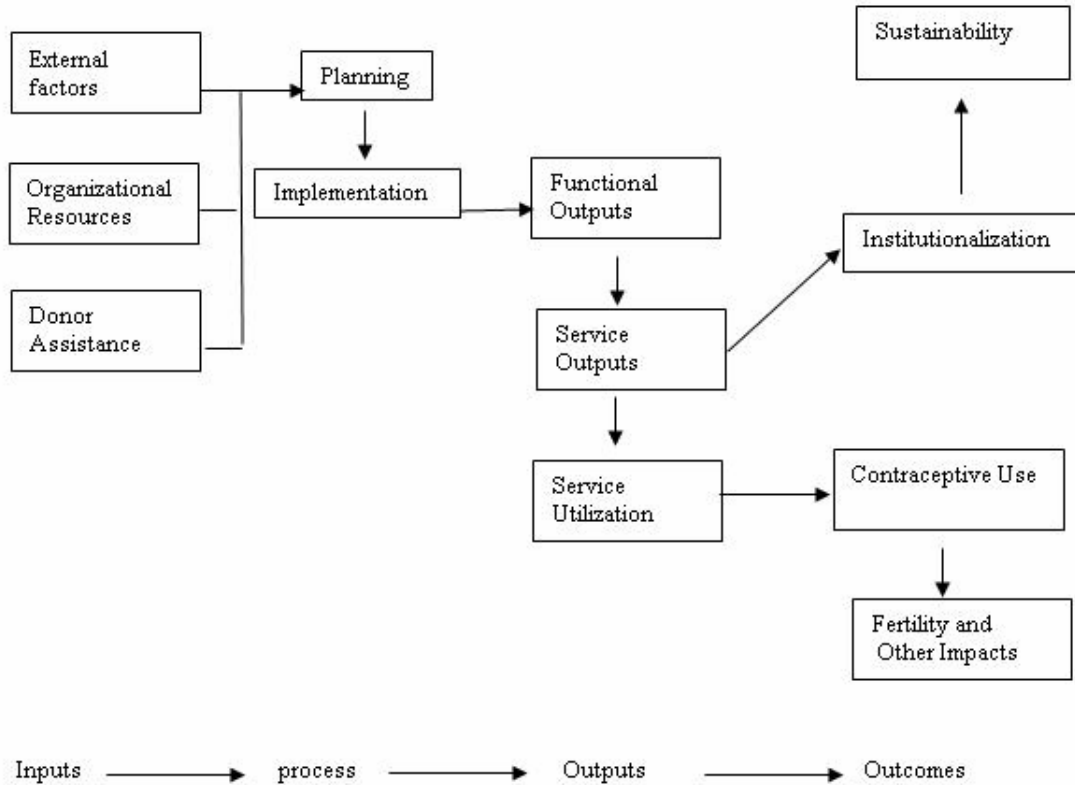 External
factors
Organizational
Resources
Donor
Assistance
Planning
Implementation
Functional
Outputs
Service
Outputs
Service
Utilization
Sustainability
Institutionalization
Contraceptive Use
Fertility and
Other Impacts
Inputs
process
Outputs
Outcomes